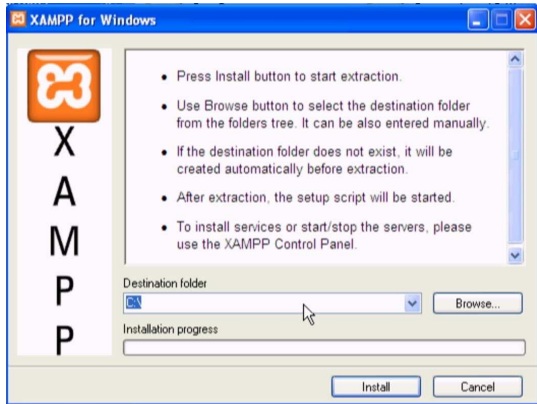 XAMPP for Windows
X
A
M
P
P
• Press Install button to start extraction.
• Use Browse button to select the destination folder
from the folders tree. It can be also entered manually.
• If the destination folder does not exist, it will be
created automatically before extraction.
• After extraction, the setup script will be started.
• To install services or start/stop the servers, please
use the XAMPP Control Panel.
Destination folder
C:\
Browse...
Installation progress
Install
Cancel